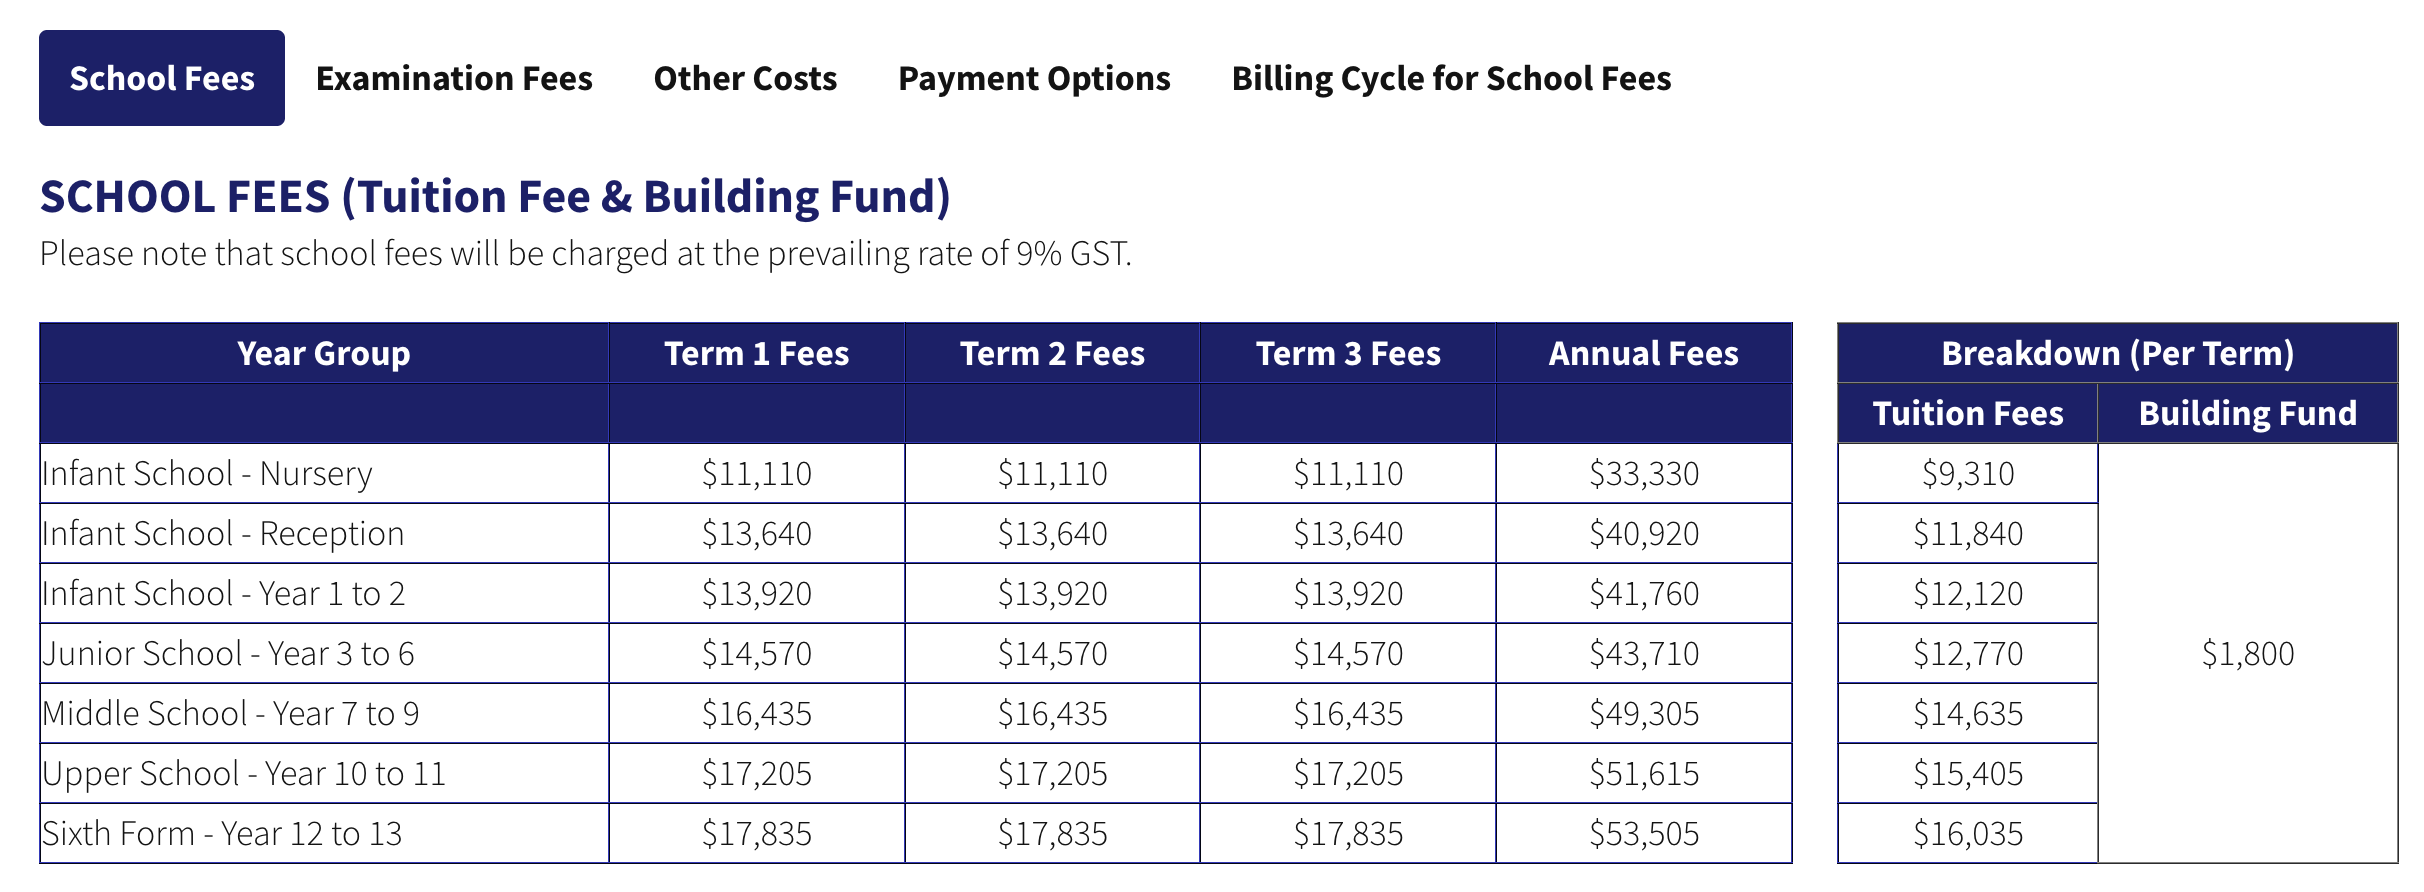 School Fees Examination Fees Other Costs Payment Options Billing Cycle for School Fees
SCHOOL FEES (Tuition Fee & Building Fund)
Please note that school fees will be charged at the prevailing rate of 9% GST.
Year Group Term 1 Fees Term 2 Fees Term 3 Fees Annual Fees Breakdown (Per Term)
Tuition Fees Building Fund
Infant School - Nursery $11,110 $11,110 $11,110 $33,330 $9,310
Infant School - Reception $13,640 $13,640 $13,640 $40,920 $11,840
Infant School - Year 1 to 2 $13,920 $13,920 $13,920 $41,760 $12,120
Junior School - Year 3 to 6 $14,570 $14,570 $14,570 $43,710 $12,770 $1,800
Middle School - Year 7 to 9 $16,435 $16,435 $16,435 $49,305 $14,635
Upper School - Year 10 to 11 $17,205 $17,205 $17,205 $51,615 $15,405
Sixth Form - Year 12 to 13 $17,835 $17,835 $17,835 $53,505 $16,035